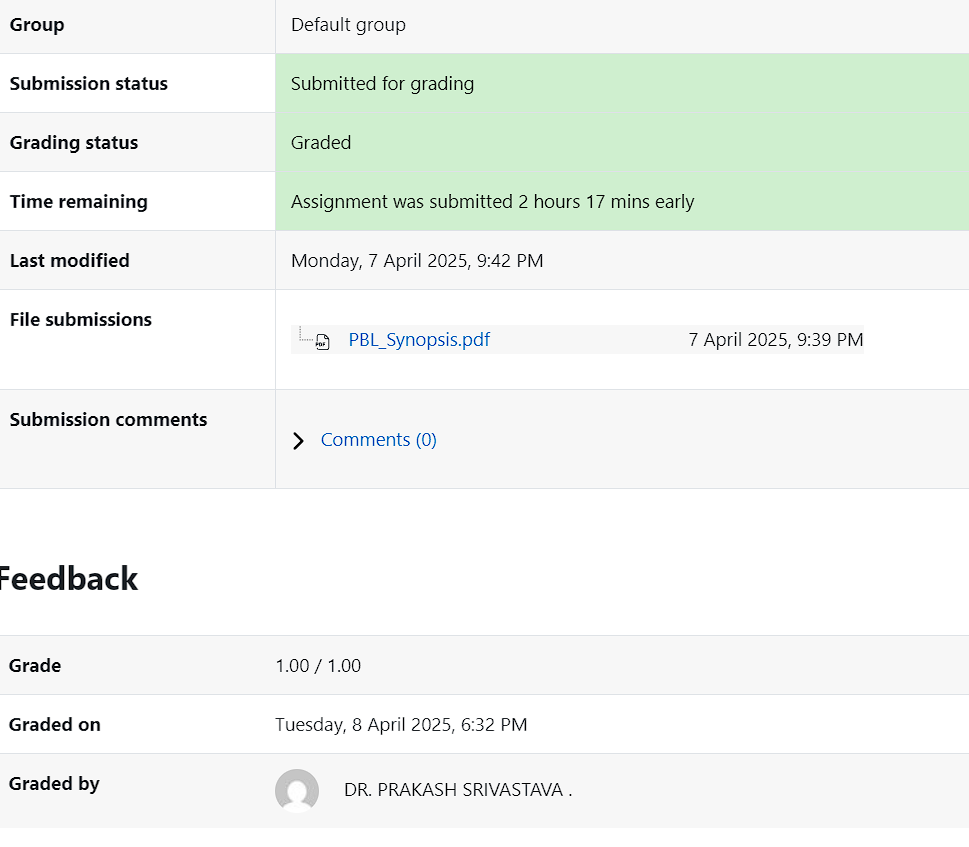 Group Default group
Submission status Submitted for grading
Grading status Graded
Time remaining Assignment was submitted 2 hours 17 mins early
Last modified Monday, 7 April 2025, 9:42 PM
File submissions
PDF PBL_Synopsis.pdf 7 April 2025, 9:39 PM
Submission comments
Comments (0)
Feedback
Grade 1.00 / 1.00
Graded on Tuesday, 8 April 2025, 6:32 PM
Graded by DR. PRAKASH SRIVASTAVA .